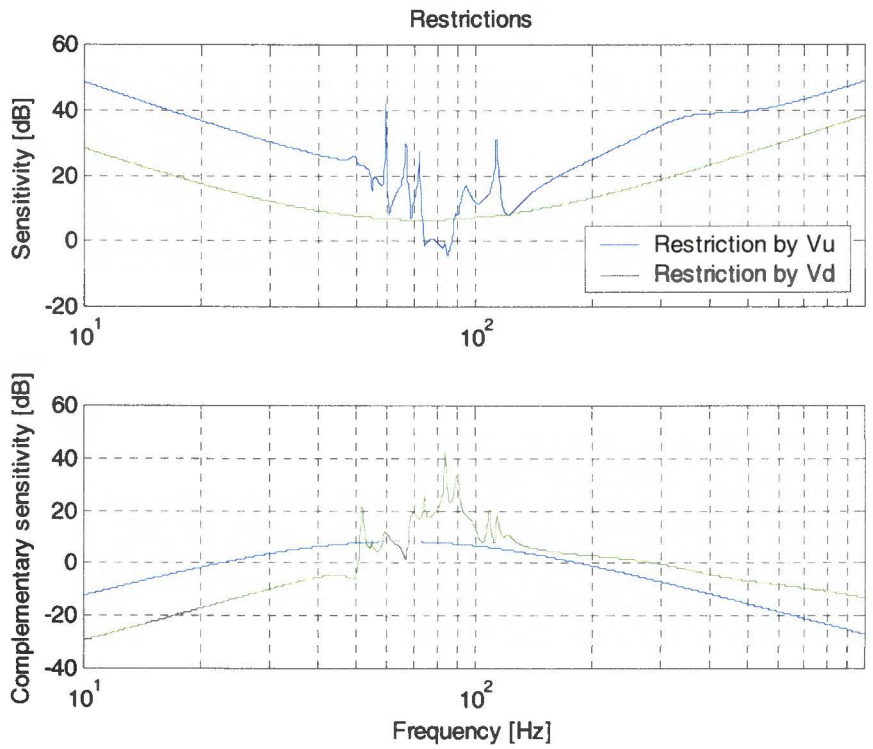 Restrictions
60
40
20
0
-20
Sensitivity [dB]
Restriction by Vu
Restriction by Vd
10^1
10^2
60
40
20
0
-20
-40
Complementary sensitivity [dB]
10^1
10^2
Frequency [Hz]